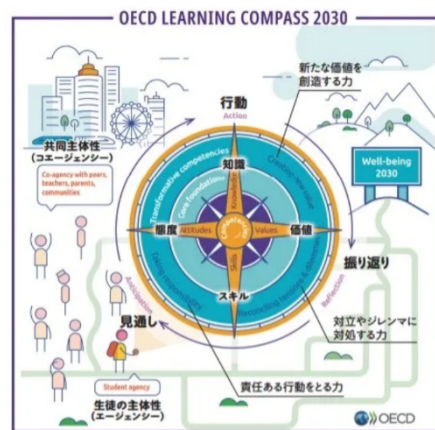 OECD LEARNING COMPASS 2030
新たな価値を
創造する力
行動
Action
共同主体性
(コエージェンシー)
Co-agency with peers,
teachers, parents,
communities
Transformative competencies
Core foundations
Creating new value
知識
Knowledge
Well-being
2030
態度
Attitudes
Values
価値
Skills
スキル
Taking responsibility
Reconciling tensions & dilemmas
振り返り
Reflection
Anticipation
見通し
対立やジレンマに
対処する力
責任ある行動をとる力
Student agency
生徒の主体性
(エージェンシー)
OECD